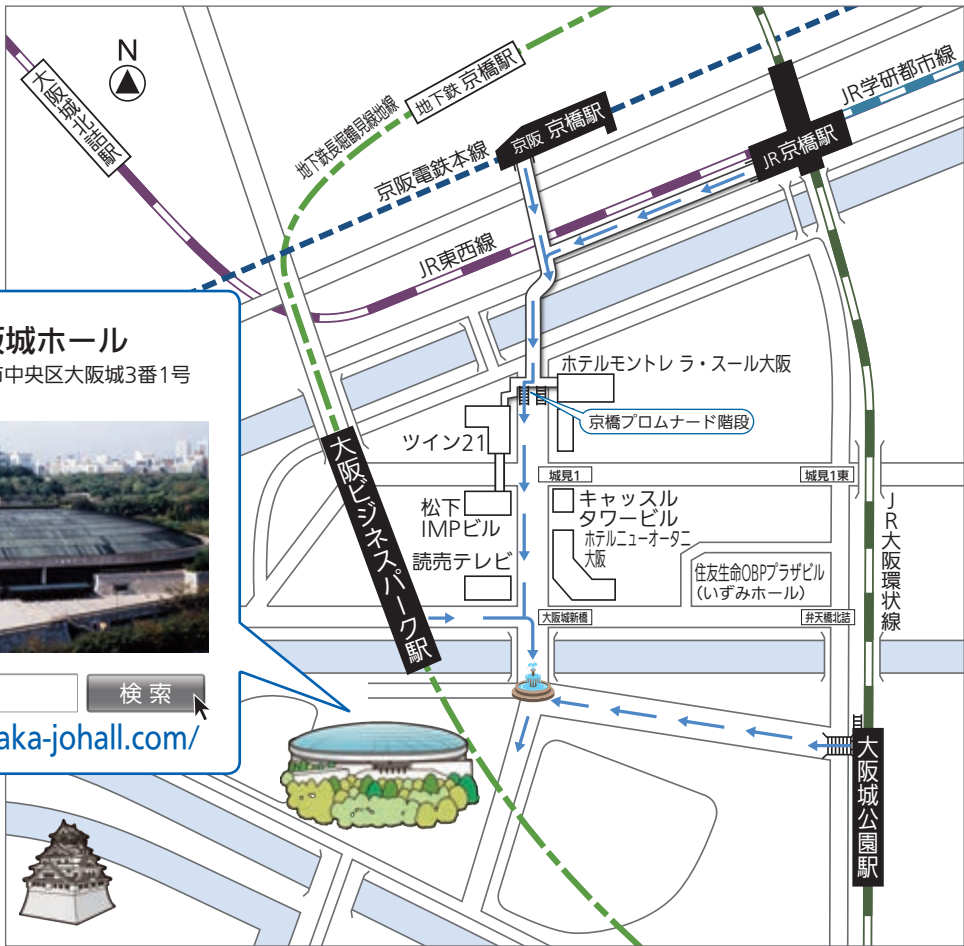 N
大阪城北詰駅
地下鉄長堀鶴見緑地線
地下鉄 京橋駅
京阪電鉄本線
京阪 京橋駅
JR学研都市線
JR 京橋駅
JR東西線
阪城ホール
市中央区大阪城3番1号
ホテルモントレ ラ・スール大阪
京橋プロムナード階段
ツイン21
大阪ビジネスパーク駅
城見1
城見1東
松下
IMPビル
キャッスル
タワービル
ホテルニューオータニ
大阪
読売テレビ
住友生命OBPプラザビル
(いずみホール)
JR大阪環状線
大阪城新橋
弁天橋北詰
検 索
aka-johall.com/
大阪城公園駅